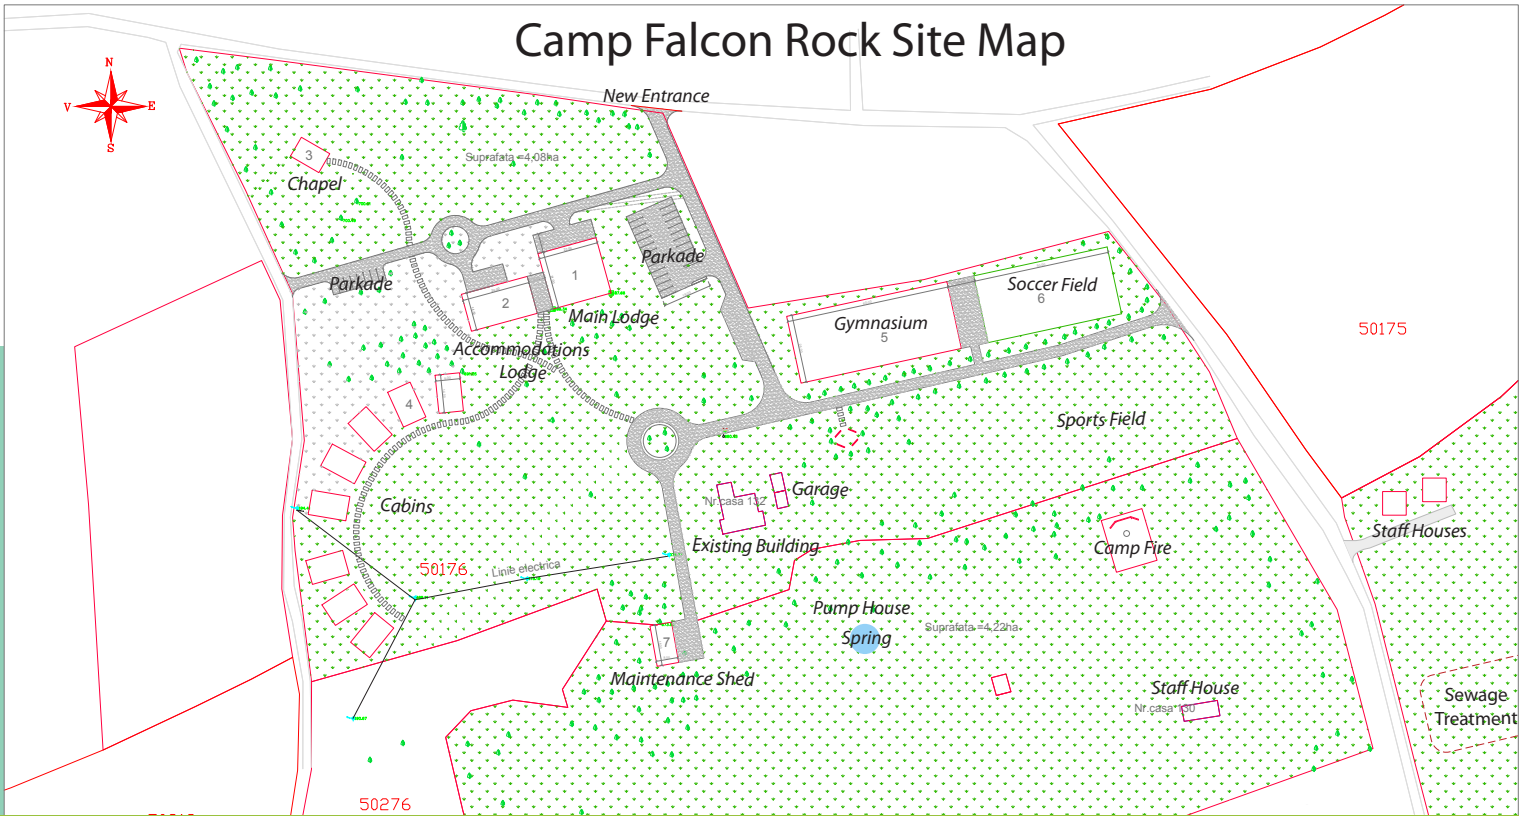 Camp Falcon Rock Site Map
N
V
E
S
New Entrance
Suprafata =4.08ha
3
Chapel
Parkade
Parkade
1
2
Main Lodge
Accommodations
Lodge
Soccer Field
6
Gymnasium
5
50175
4
Sports Field
Cabins
Garage
Nr.casa 132
Existing Building
Camp Fire
Staff Houses
Linie electrica
50176
Pump House
Spring
Suprafata =4.22ha
7
Maintenance Shed
Staff House
Nr.casa 130
Sewage
Treatment
50276